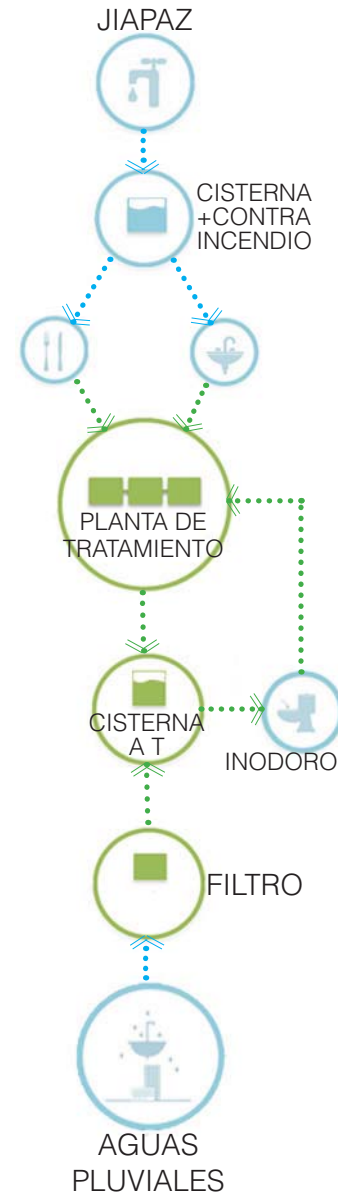 JIAPAZ
CISTERNA
+CONTRA
INCENDIO
PLANTA DE
TRATAMIENTO
CISTERNA
A T
INODORO
FILTRO
AGUAS
PLUVIALES